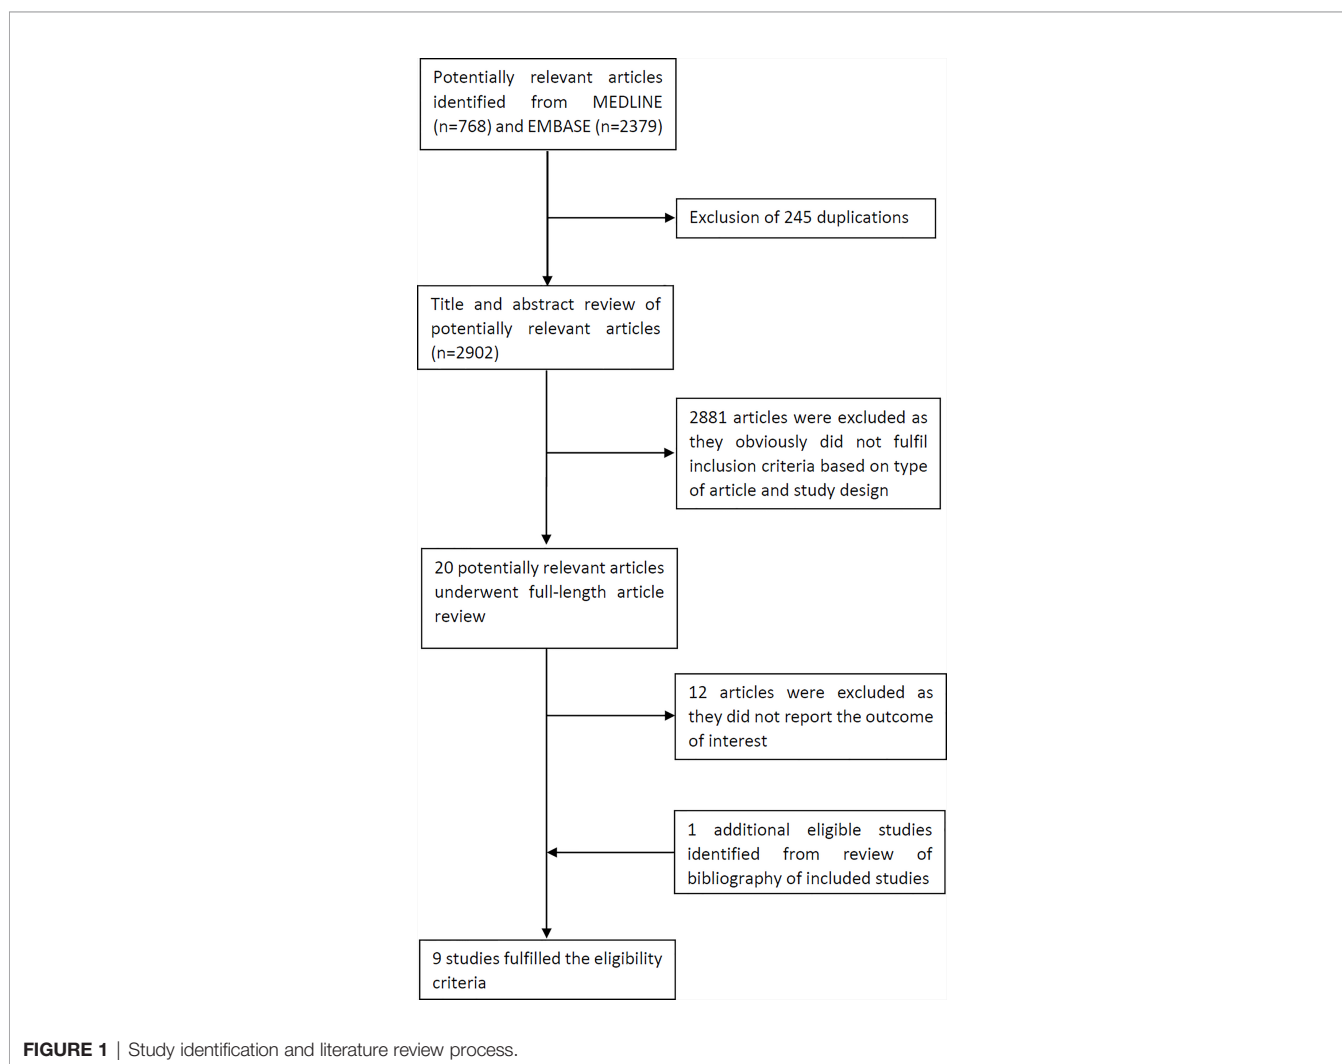 Potentially relevant articles
identified from MEDLINE
(n=768) and EMBASE (n=2379)
Exclusion of 245 duplications
Title and abstract review of
potentially relevant articles
(n=2902)
2881 articles were excluded as
they obviously did not fulfil
inclusion criteria based on type
of article and study design
20 potentially relevant articles
underwent full-length article
review
12 articles were excluded as
they did not report the outcome
of interest
1 additional eligible studies
identified from review of
bibliography of included studies
9 studies fulfilled the eligibility
criteria
FIGURE 1 | Study identification and literature review process.